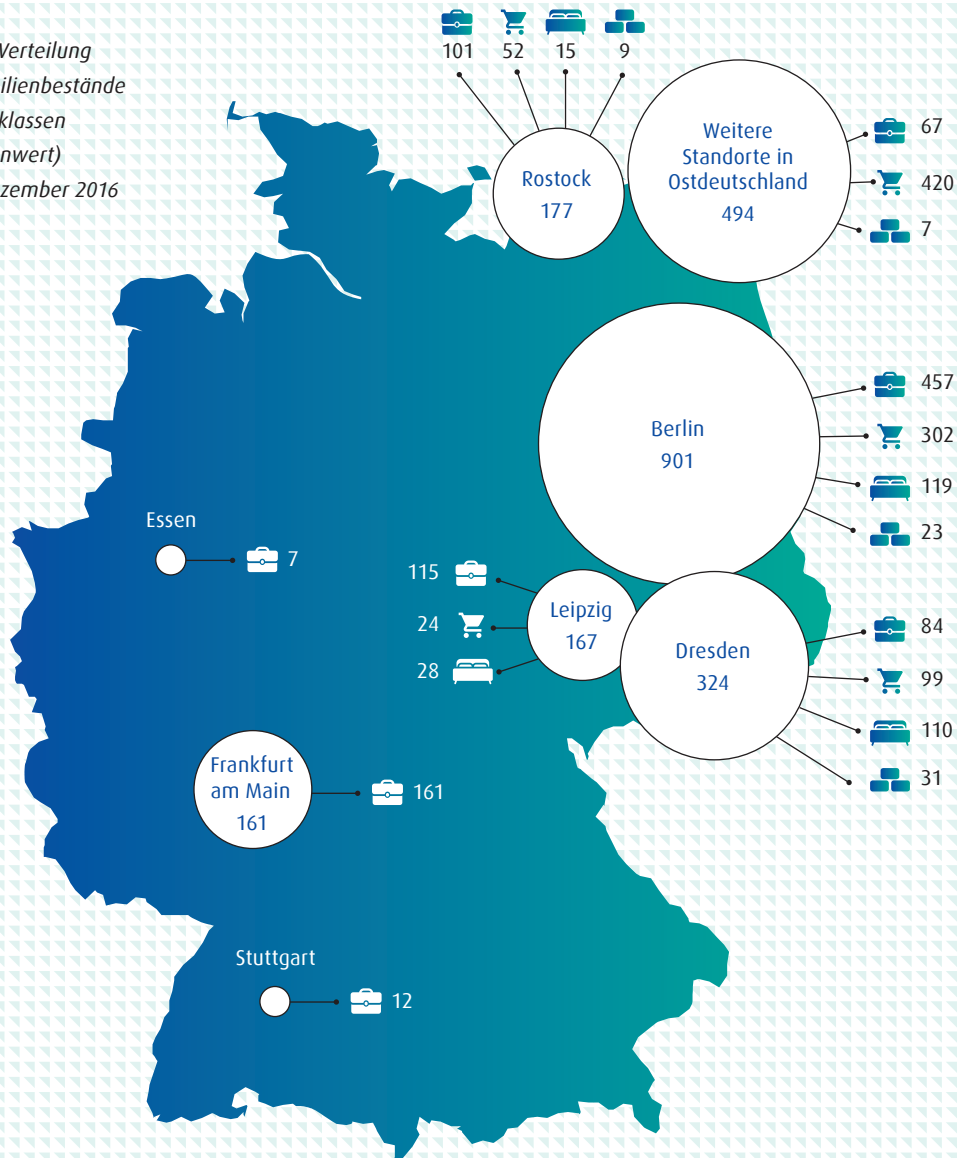 Verteilung
ilienbestände
klassen
nwert)
zember 2016
101 52 15 9
Rostock
177
Weitere
Standorte in
Ostdeutschland
494
67
420
7
Berlin
901
457
302
119
23
Essen
7
115
24
28
Leipzig
167
Dresden
324
84
99
110
31
Frankfurt
am Main
161
161
Stuttgart
12